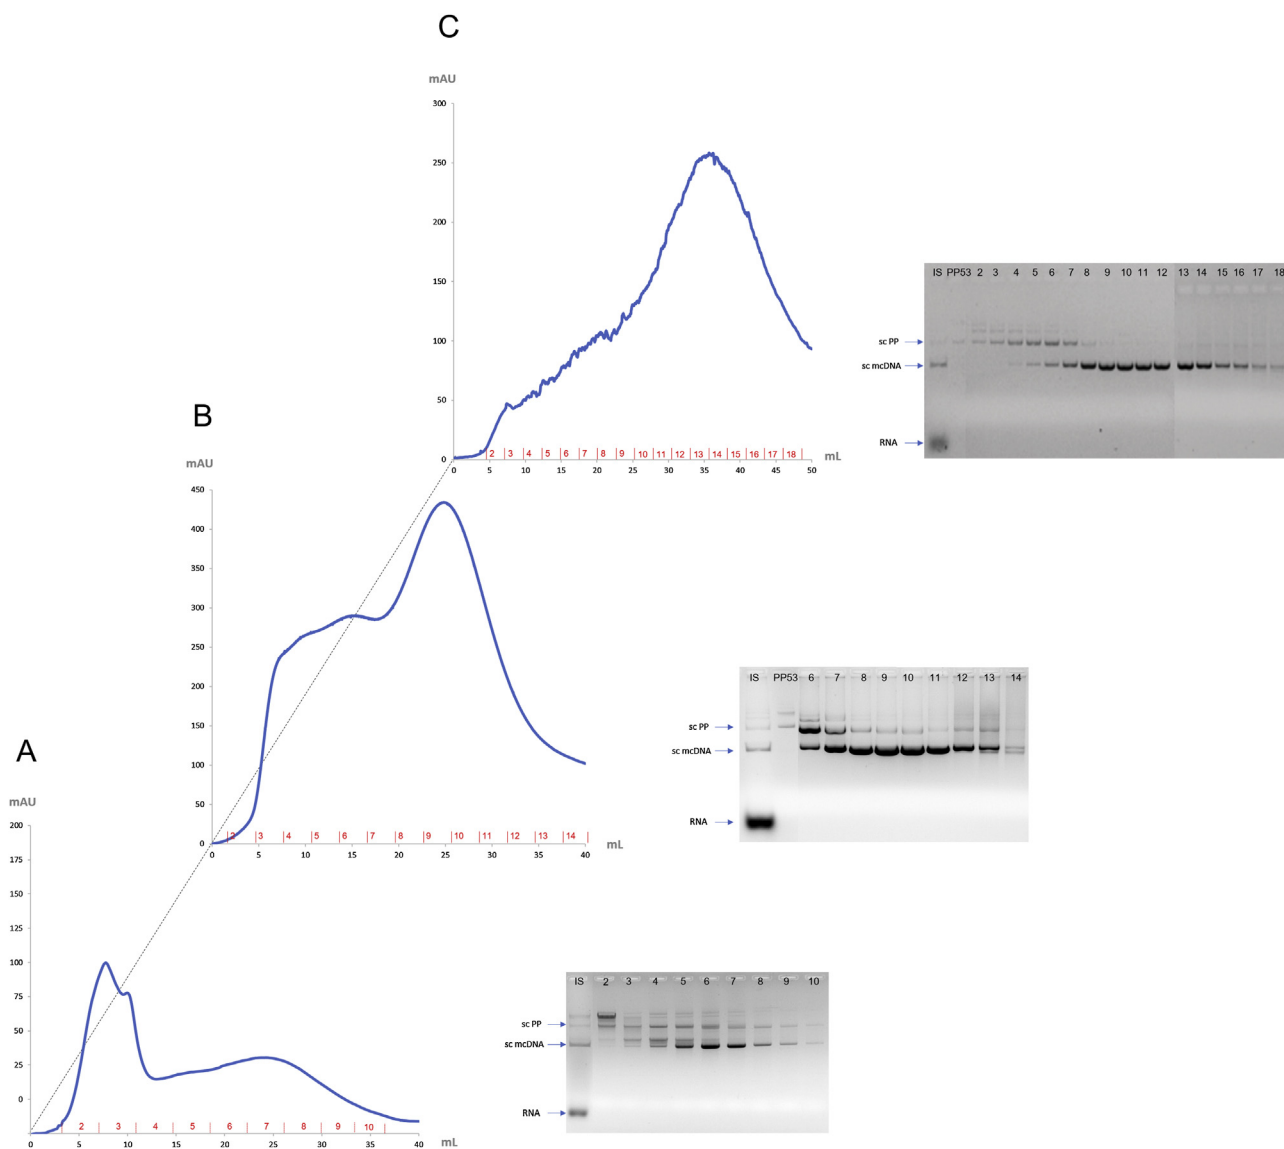 C
mAU
300
250
200
150
100
50
0
2 3 4 5 6 7 8 9 10 11 12 13 14 15 16 17 18
0 5 10 15 20 25 30 35 40 45 50
mL
IS PP53 2 3 4 5 6 7 8 9 10 11 12 13 14 15 16 17 18
sc PP
sc mcDNA
RNA
B
mAU
450
400
350
300
250
200
150
100
50
0
2 3 4 5 6 7 8 9 10 11 12 13 14
0 5 10 15 20 25 30 35 40
mL
IS PP53 6 7 8 9 10 11 12 13 14
sc PP
sc mcDNA
RNA
A
mAU
200
175
150
125
100
75
50
25
0
2 3 4 5 6 7 8 9 10
0 5 10 15 20 25 30 35 40
mL
IS 2 3 4 5 6 7 8 9 10
sc PP
sc mcDNA
RNA